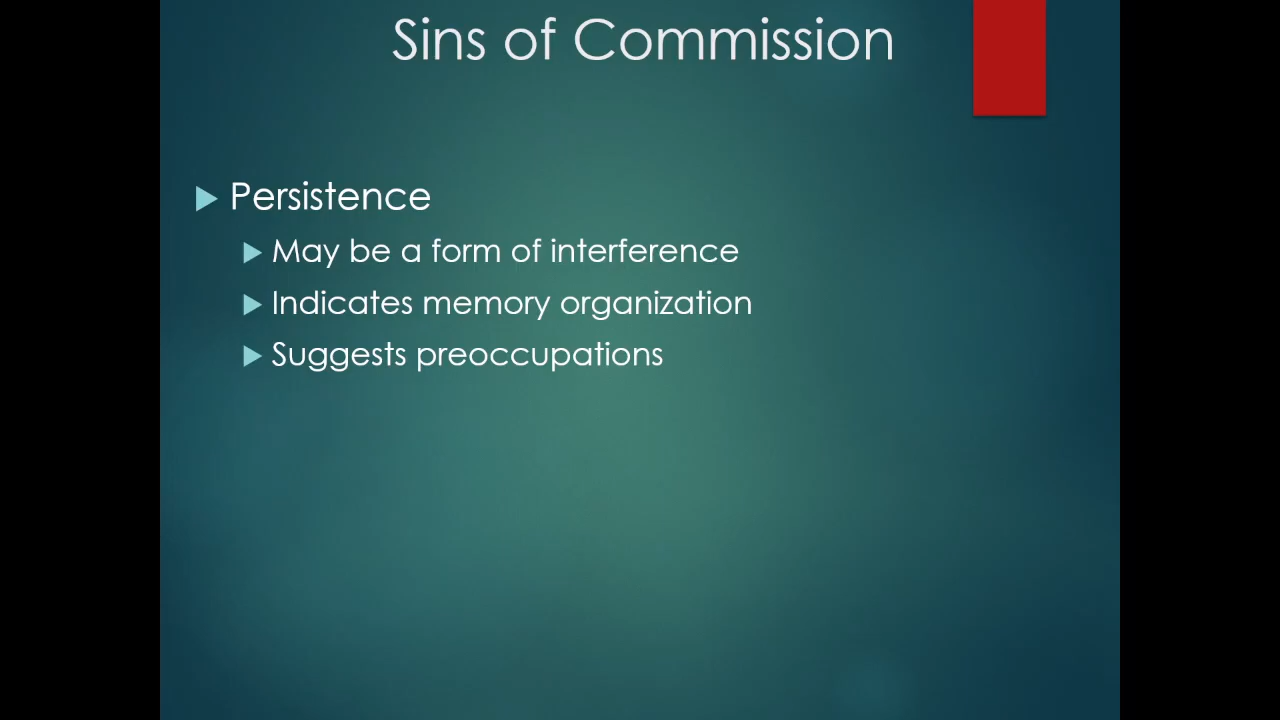 Sins of Commission
Persistence
May be a form of interference
Indicates memory organization
Suggests preoccupations